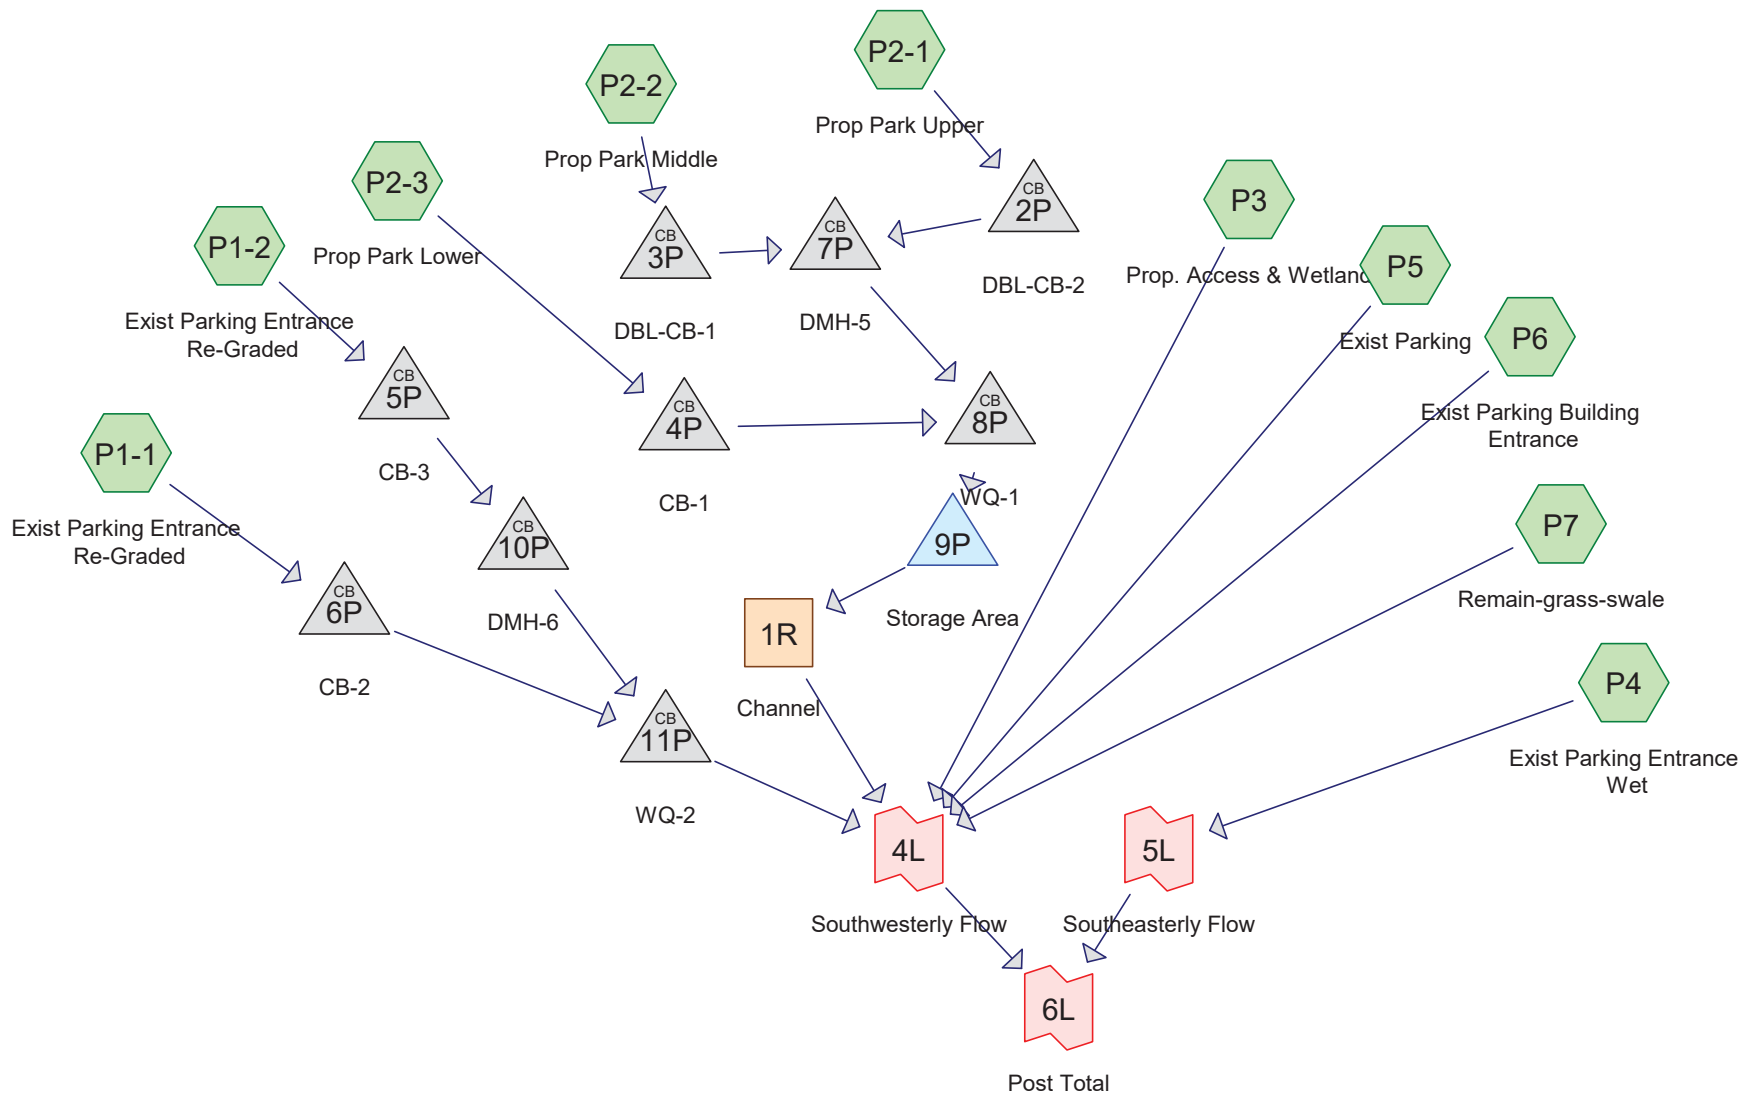 P2-1
Prop Park Upper
P2-2
Prop Park Middle
P2-3
Prop Park Lower
P1-2
Exist Parking Entrance
Re-Graded
P1-1
Exist Parking Entrance
Re-Graded
CB
2P
DBL-CB-2
CB
3P
DBL-CB-1
CB
7P
DMH-5
P3
Prop. Access & Wetland
P5
Exist Parking
P6
Exist Parking Building
Entrance
P7
Remain-grass-swale
P4
Exist Parking Entrance
Wet
CB
5P
CB-3
CB
4P
CB-1
CB
8P
WQ-1
CB
10P
DMH-6
9P
Storage Area
CB
6P
CB-2
1R
Channel
CB
11P
WQ-2
4L
Southwesterly Flow
5L
Southeasterly Flow
6L
Post Total